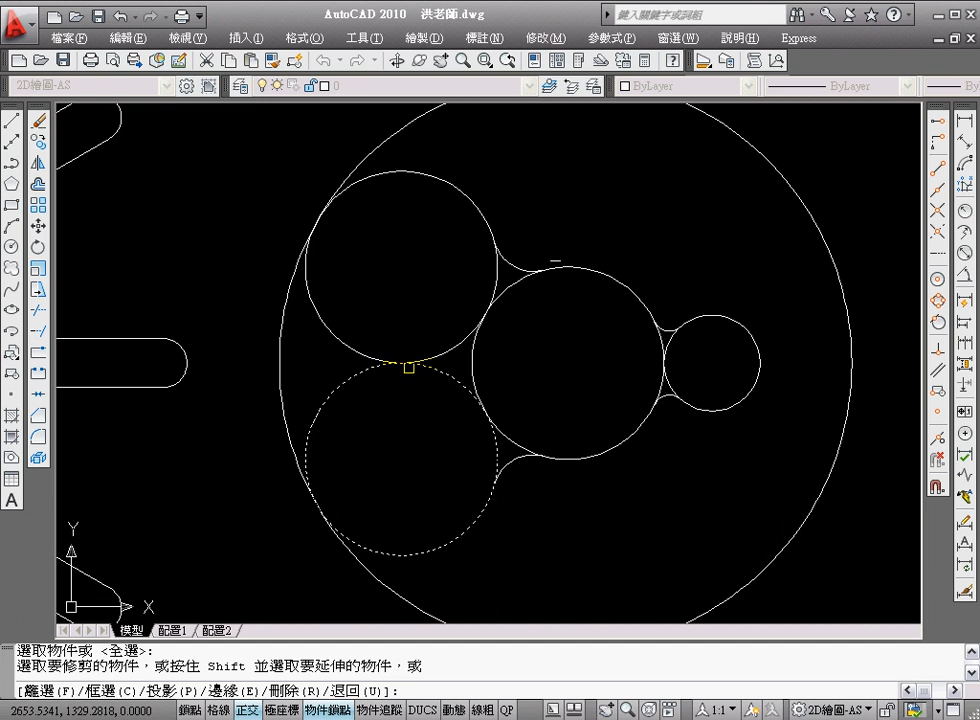 AutoCAD 2010 洪老師.dwg
鍵入關鍵字或詞組
檔案(F) 編輯(E) 檢視(V) 插入(I) 格式(O) 工具(T) 繪製(D) 標註(N) 修改(M) 參數式(P) 視窗(W) 說明(H) Express
2D繪圖-AS
0
ByLayer
ByLayer
ByL
A
Y
X
模型 配置1 配置2
選取物件或 <全選>:
選取要修剪的物件,或按住 Shift 並選取要延伸的物件,或
[籬選(F)/框選(C)/投影(P)/邊緣(E)/刪除(R)/退回(U)]:
2653.5341, 1329.2818, 0.0000 鎖點 格線 正交 極座標 物件鎖點 物件追蹤 DUCS 動態 線粗 QP
1:1
2D繪圖-AS